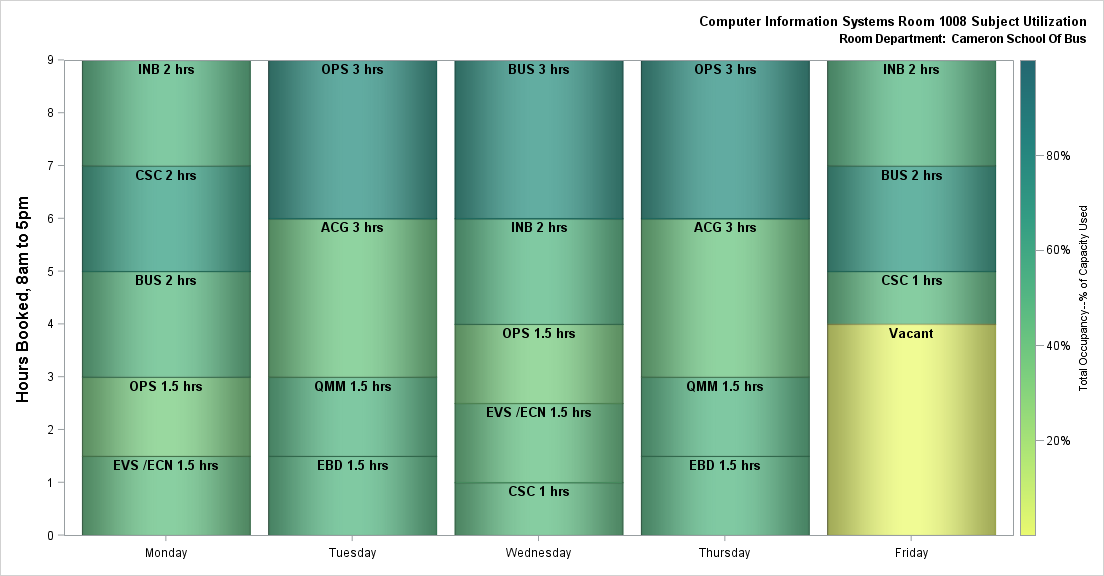 Computer Information Systems Room 1008 Subject Utilization
Room Department: Cameron School Of Bus
Hours Booked, 8am to 5pm
9
8
7
6
5
4
3
2
1
0
INB 2 hrs
CSC 2 hrs
BUS 2 hrs
OPS 1.5 hrs
EVS /ECN 1.5 hrs
Monday
OPS 3 hrs
ACG 3 hrs
QMM 1.5 hrs
EBD 1.5 hrs
Tuesday
BUS 3 hrs
INB 2 hrs
OPS 1.5 hrs
EVS /ECN 1.5 hrs
CSC 1 hrs
Wednesday
OPS 3 hrs
ACG 3 hrs
QMM 1.5 hrs
EBD 1.5 hrs
Thursday
INB 2 hrs
BUS 2 hrs
CSC 1 hrs
Vacant
Friday
80%
60%
40%
20%
Total Occupancy--% of Capacity Used